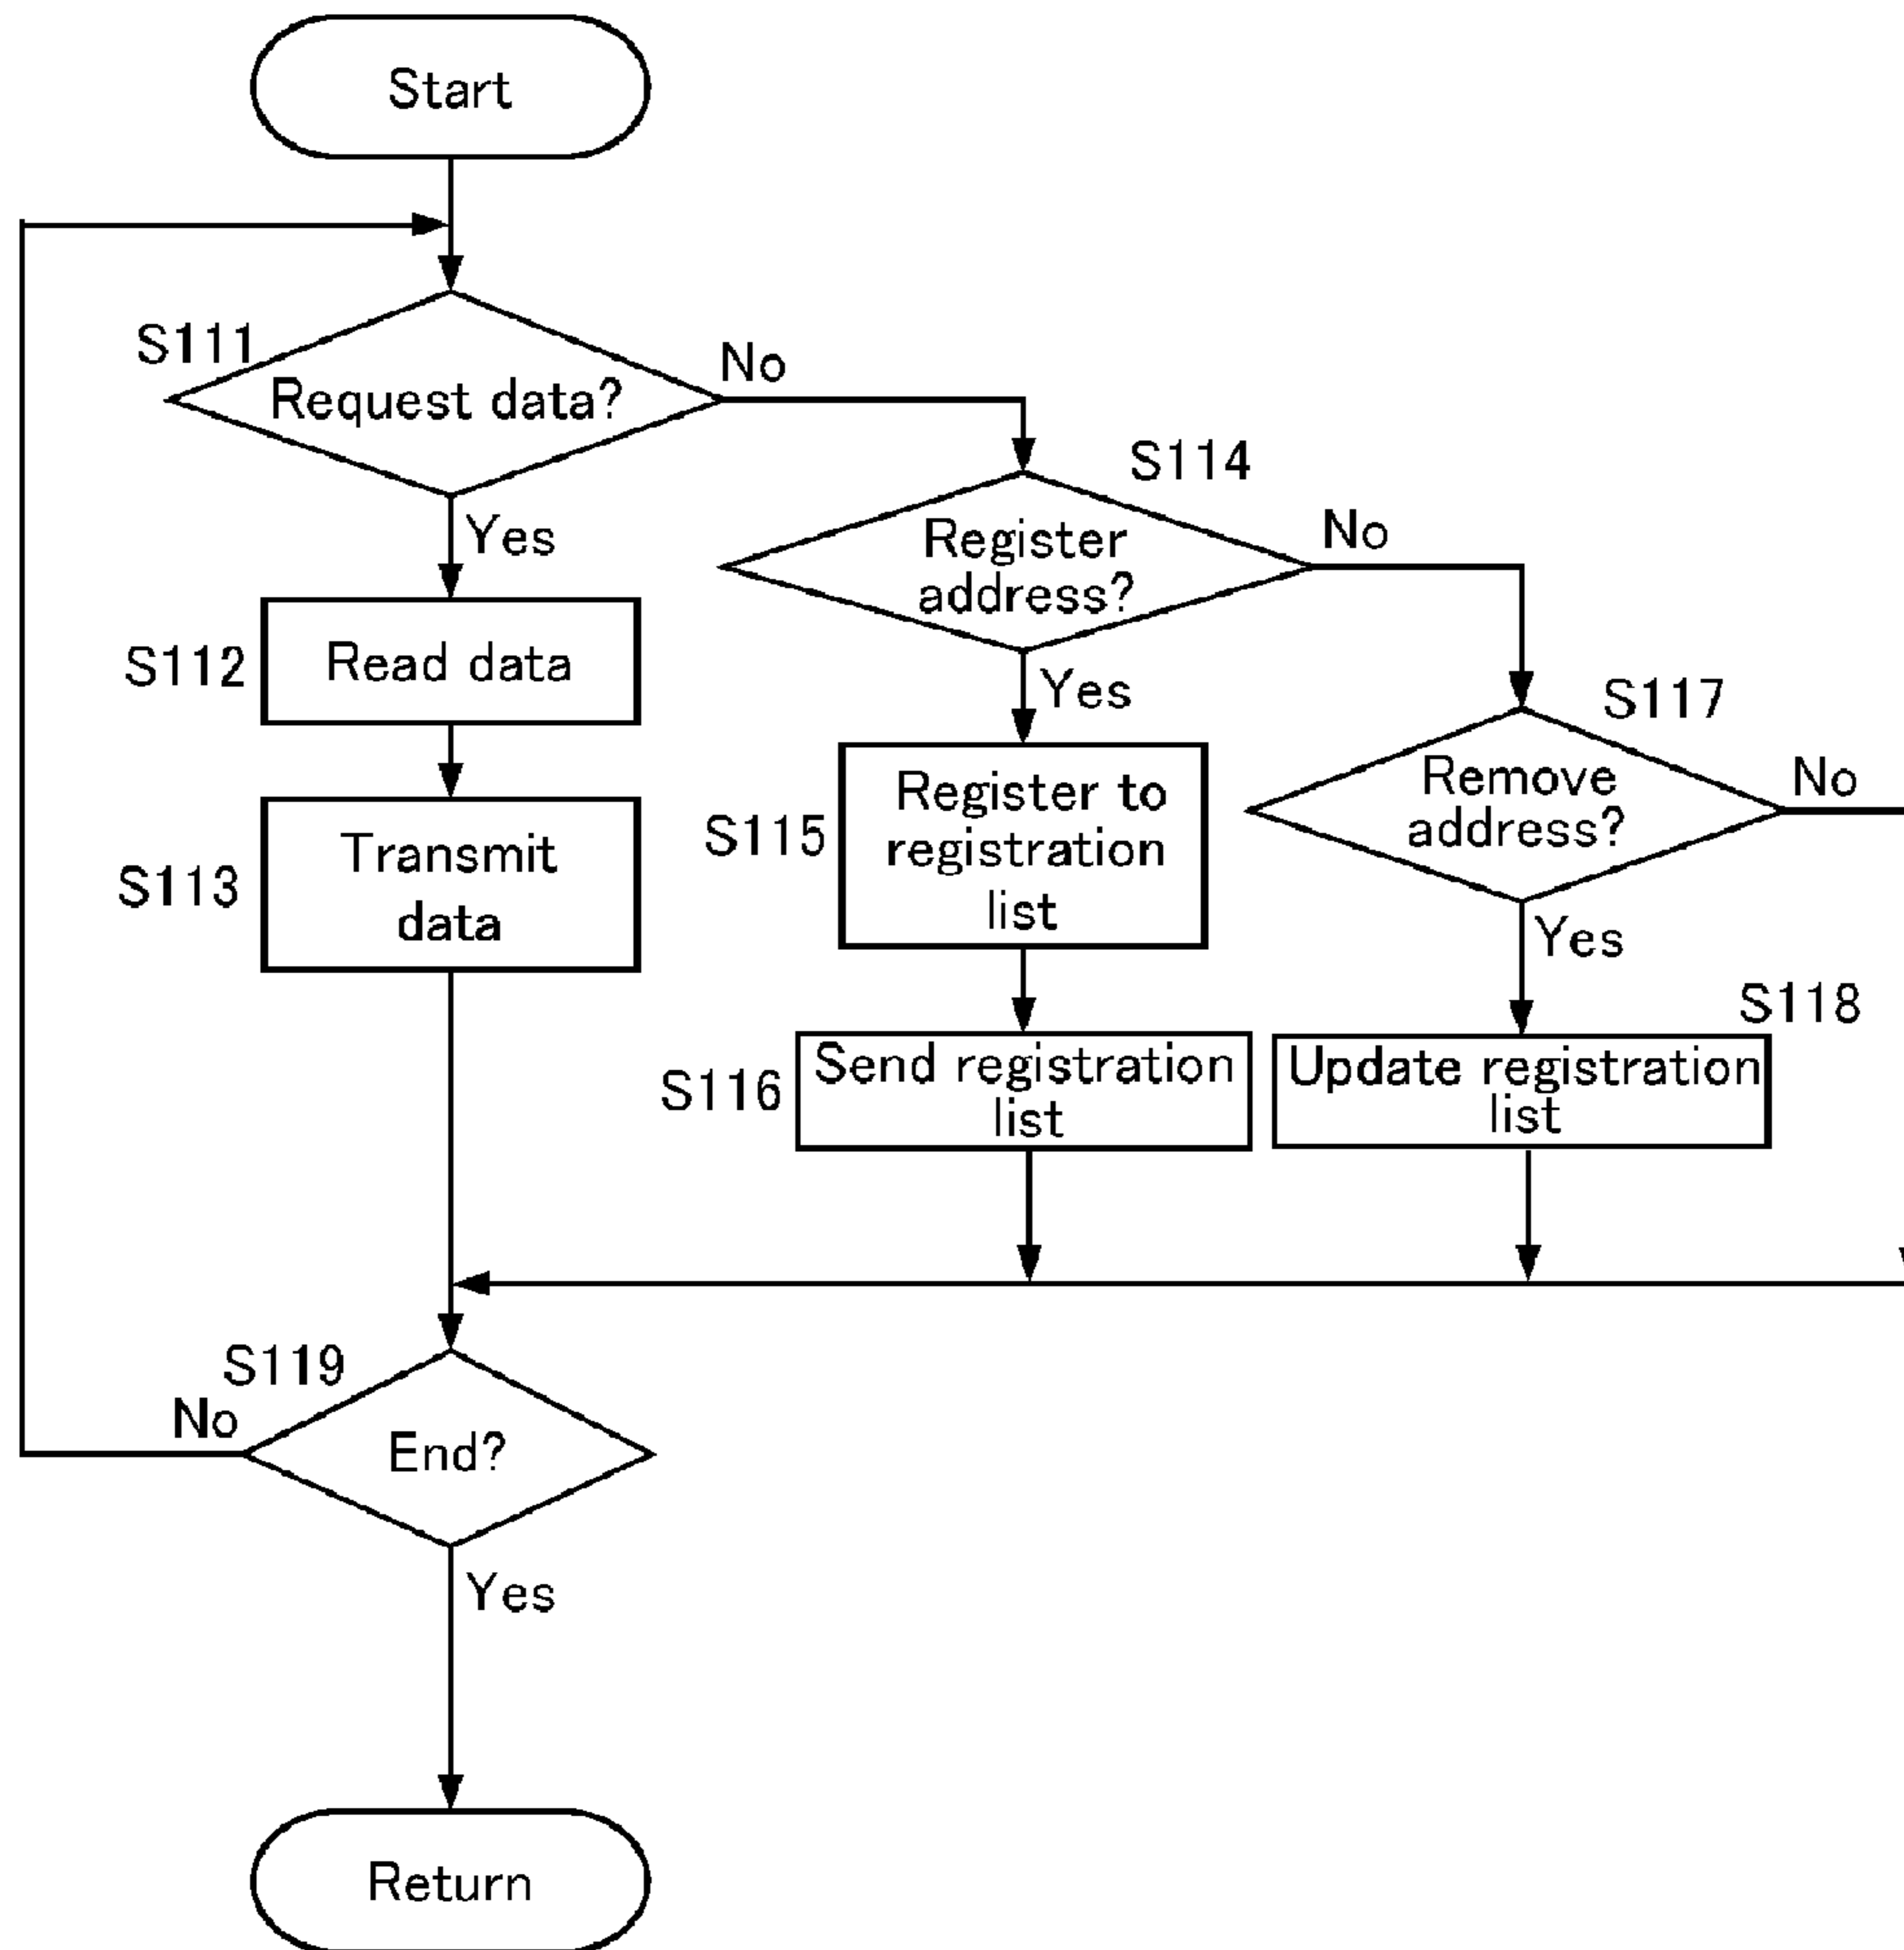 Start
S111
Request data?
No
Yes
S114
Register
address?
No
Yes
S112
Read data
S117
Remove
address?
No
Yes
S115
Register to
registration
list
S113
Transmit
data
S118
S116
Send registration
list
Update registration
list
S119
No
End?
Yes
Return